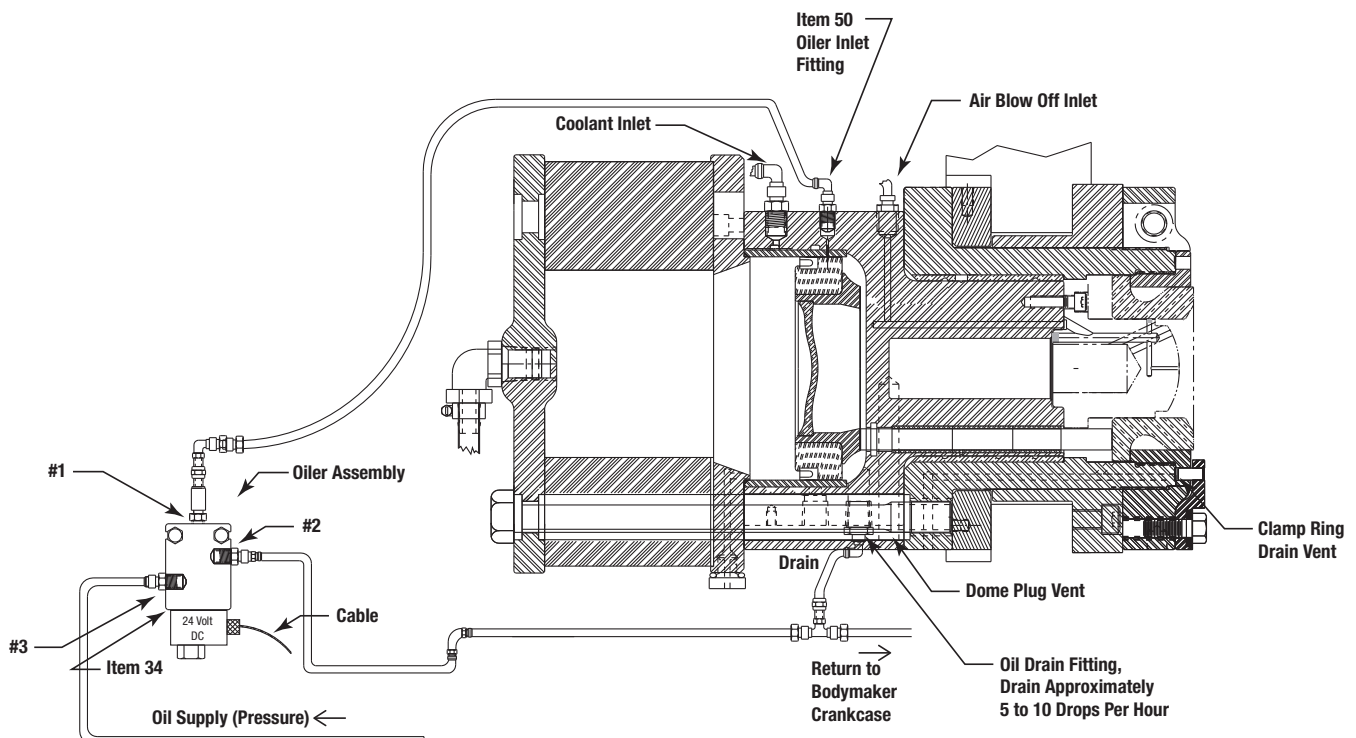 Item 50
Oiler Inlet
Fitting
Air Blow Off Inlet
Coolant Inlet
#1
Oiler Assembly
#2
Clamp Ring
Drain Vent
Drain
Dome Plug Vent
Cable
24 Volt
DC
#3
Item 34
Return to
Bodymaker
Crankcase
Oil Drain Fitting,
Drain Approximately
5 to 10 Drops Per Hour
Oil Supply (Pressure)